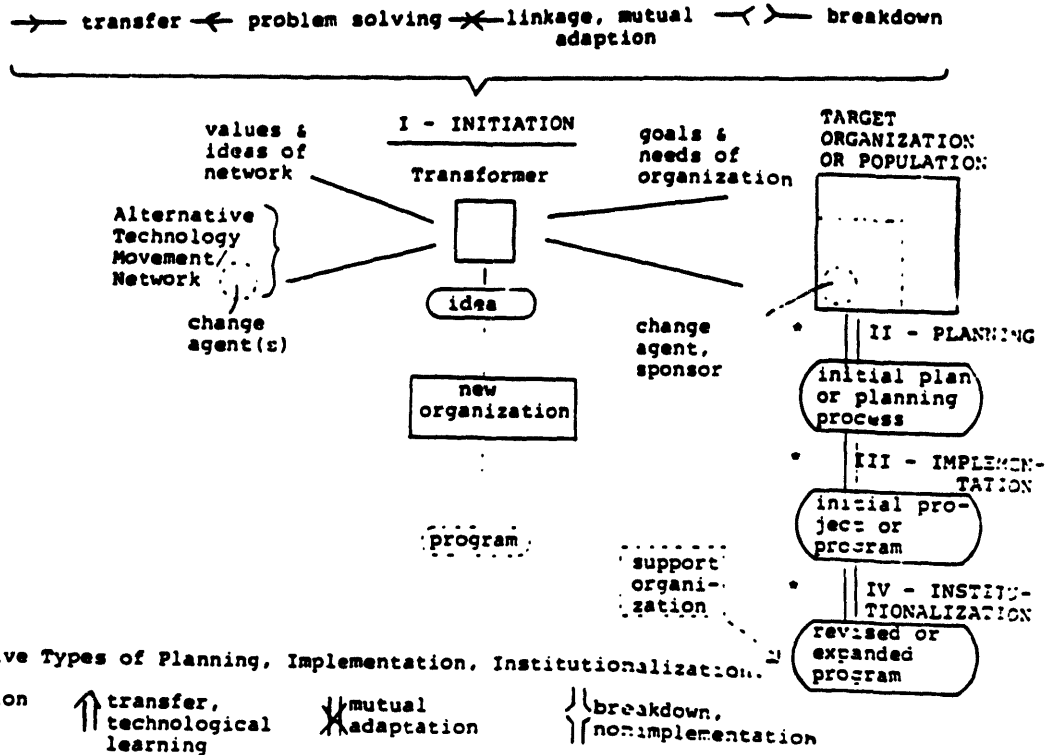 transfer problem solving linkage, mutual breakdown
adaption
I - INITIATION
values &
ideas of
network
Transformer
goals &
needs of
organization
TARGET
ORGANIZATION
OR POPULATION
Alternative
Technology
Movement/
Network
change
agent(s)
idea
new
organization
program
change
agent,
sponsor
* II - PLANNING
initial plan
or planning
process
* III - IMPLEMEN-
TATION
initial pro-
ject or
program
support
organi-
zation
* IV - INSTITU-
TIONALIZATION
revised or
expanded
program
ve Types of Planning, Implementation, Institutionalization.
on transfer,
technological
learning
mutual
adaptation
breakdown,
nonimplementation